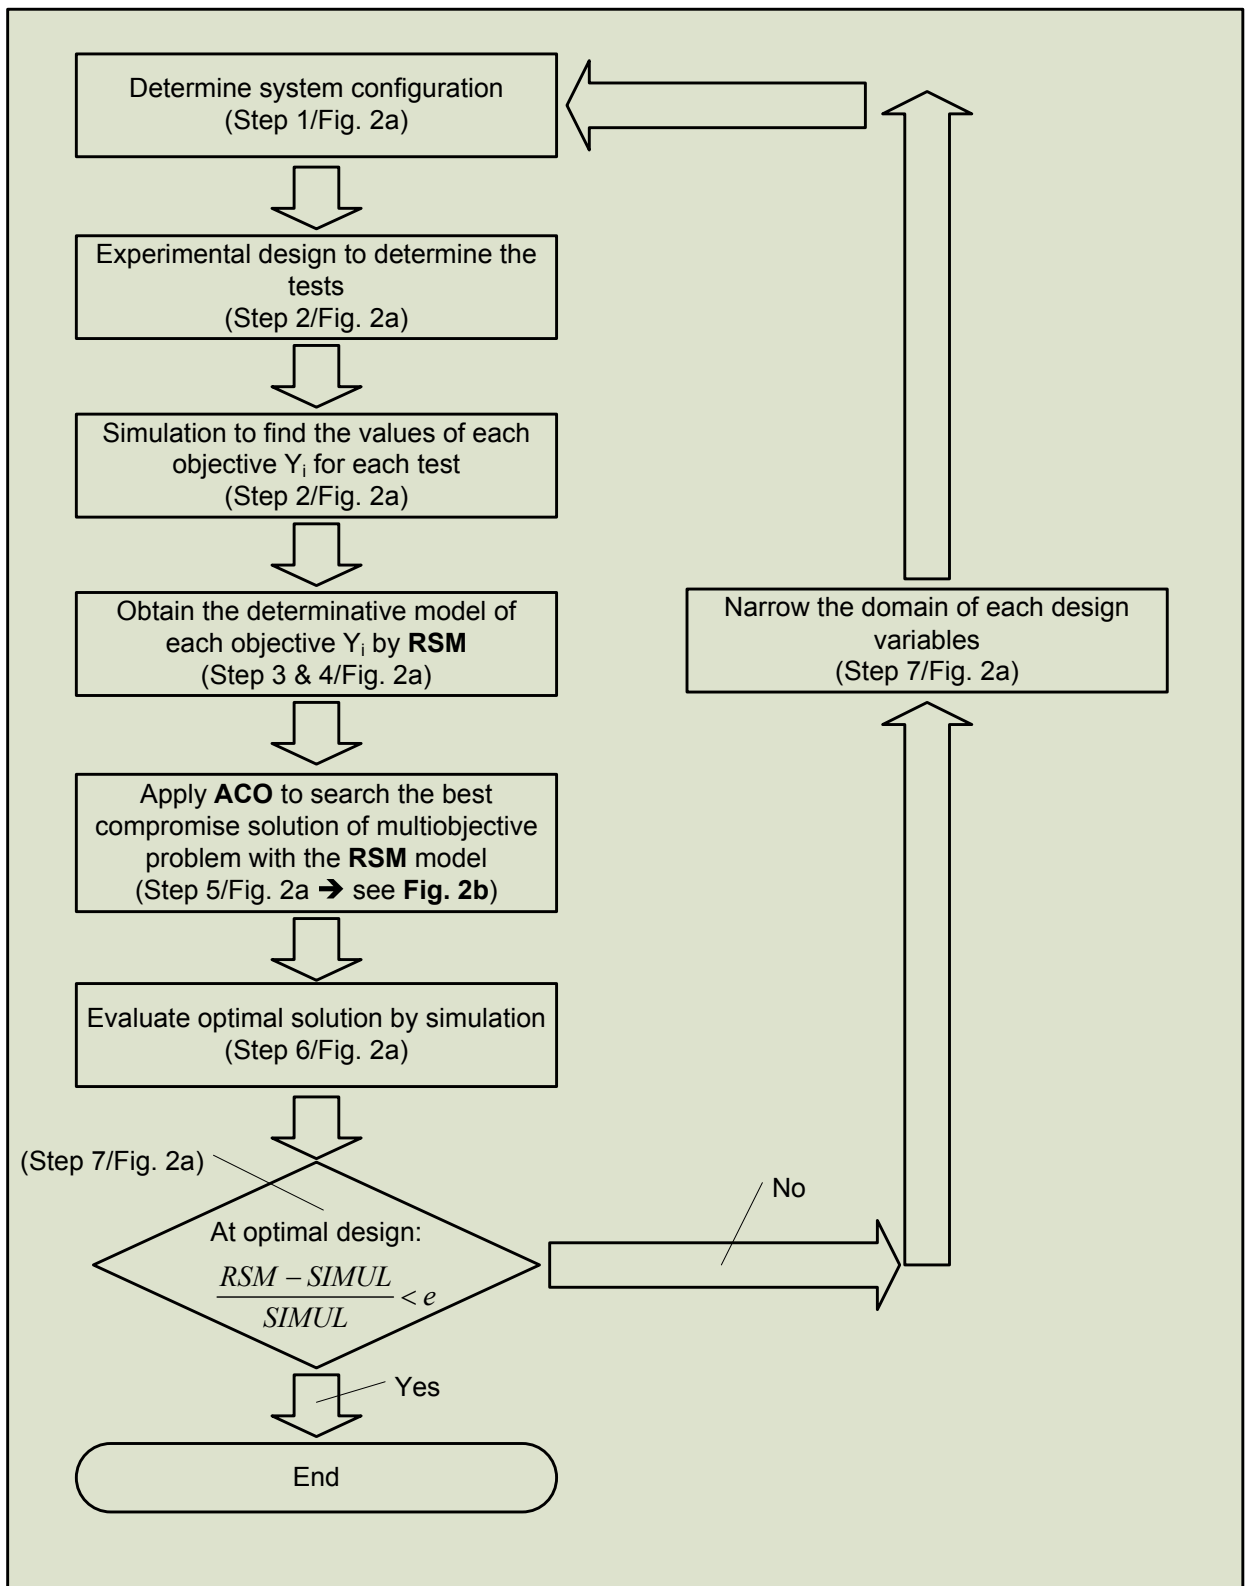 Determine system configuration
(Step 1/Fig. 2a)
Experimental design to determine the
tests
(Step 2/Fig. 2a)
Simulation to find the values of each
objective Yi for each test
(Step 2/Fig. 2a)
Obtain the determinative model of
each objective Yi by RSM
(Step 3 & 4/Fig. 2a)
Apply ACO to search the best
compromise solution of multiobjective
problem with the RSM model
(Step 5/Fig. 2a ➔ see Fig. 2b)
Evaluate optimal solution by simulation
(Step 6/Fig. 2a)
(Step 7/Fig. 2a)
At optimal design:
RSM – SIMUL
SIMUL
< e
No
Narrow the domain of each design
variables
(Step 7/Fig. 2a)
Yes
End